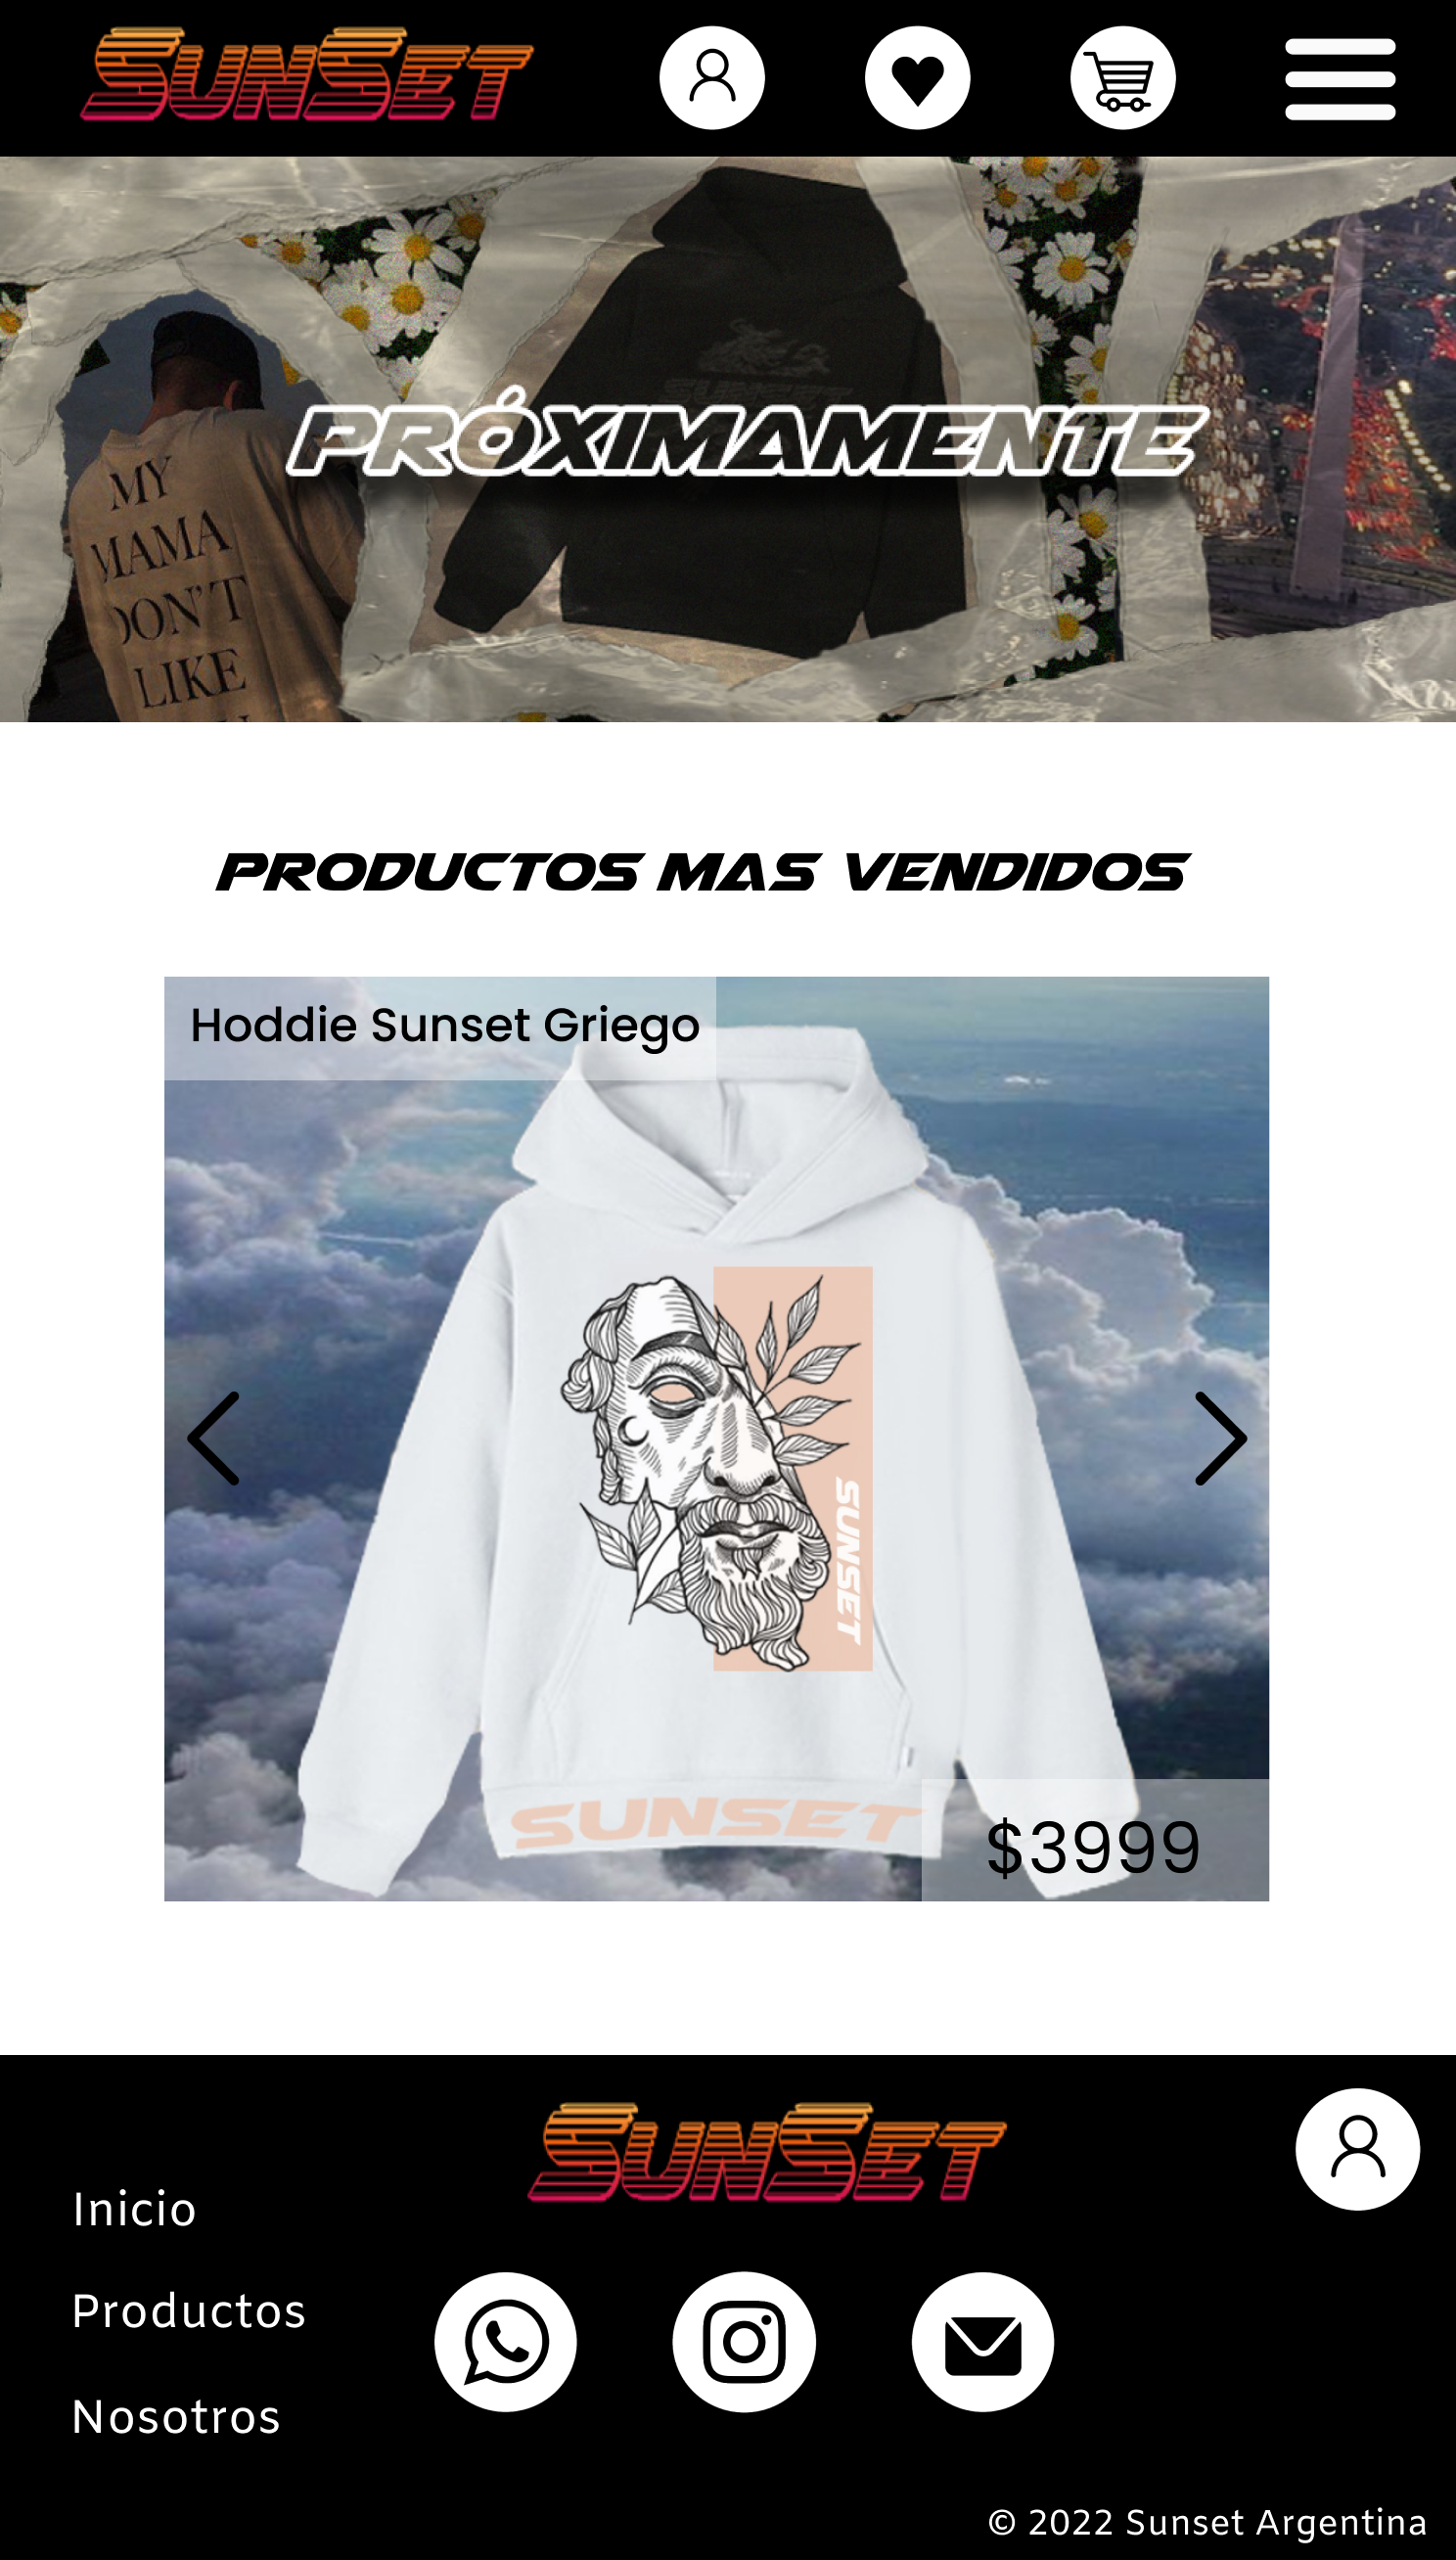 SUNSET
MY
MAMA
DON'T
LIKE
SUNSET
PRÓXIMAMENTE
PRODUCTOS MAS VENDIDOS
Hoddie Sunset Griego
SUNSET
SUNSET
$3999
SUNSET
Inicio
Productos
Nosotros
© 2022 Sunset Argentina